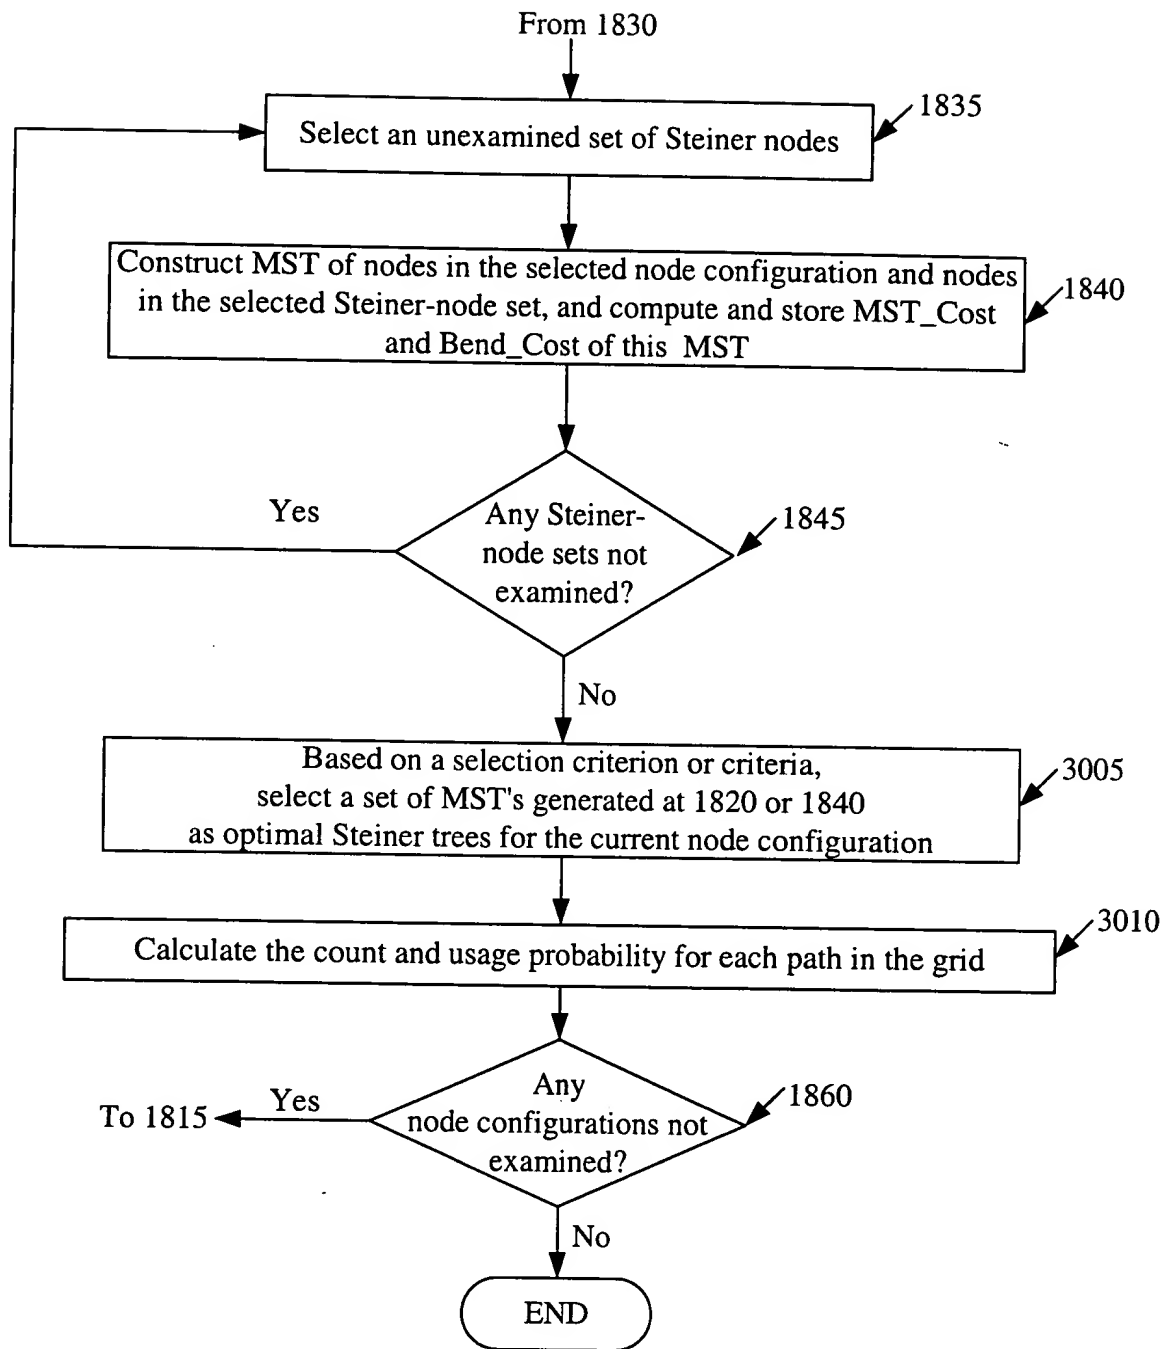 From 1830
1835
Select an unexamined set of Steiner nodes
Construct MST of nodes in the selected node configuration and nodes
in the selected Steiner-node set, and compute and store MST_Cost
and Bend_Cost of this MST
1840
Yes
Any Steiner-
node sets not
examined?
1845
No
Based on a selection criterion or criteria,
select a set of MST's generated at 1820 or 1840
as optimal Steiner trees for the current node configuration
3005
Calculate the count and usage probability for each path in the grid
3010
To 1815
Yes
Any
node configurations not
examined?
1860
No
END